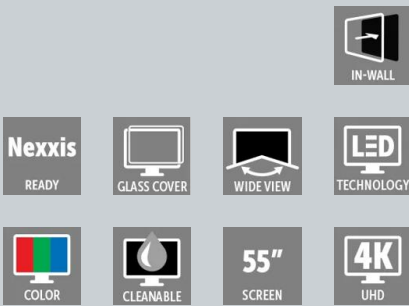 IN-WALL
Nexxis
READY
GLASS COVER
WIDE VIEW
LED
TECHNOLOGY
COLOR
CLEANABLE
55"
SCREEN
4K
UHD